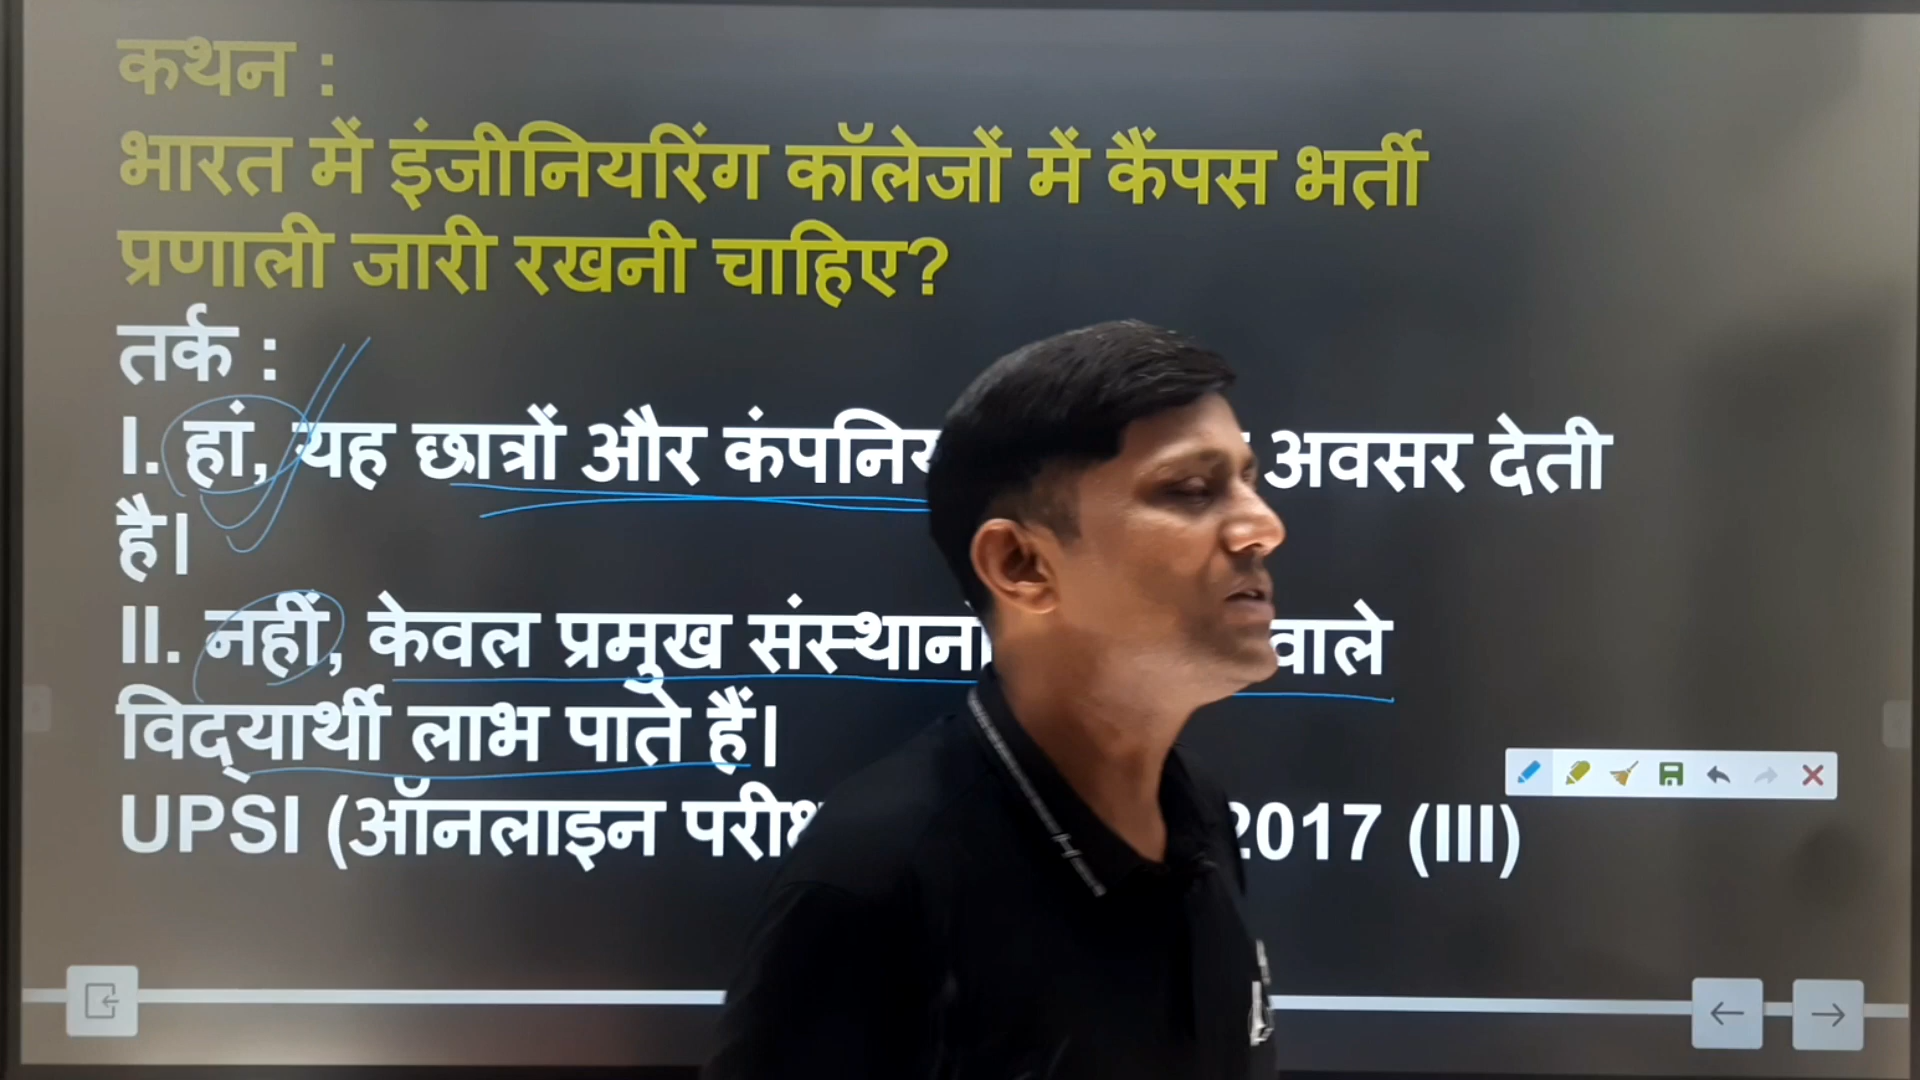 कथन :
भारत में इंजीनियरिंग कॉलेजों में कैंपस भर्ती
प्रणाली जारी रखनी चाहिए?
तर्क :
I. हां, यह छात्रों और अवसर देती
है।
II. नहीं, केवल प्रमुख वाले
विद्यार्थी लाभ पाते हैं।
UPSI (ऑनलाइन 2017 (III)